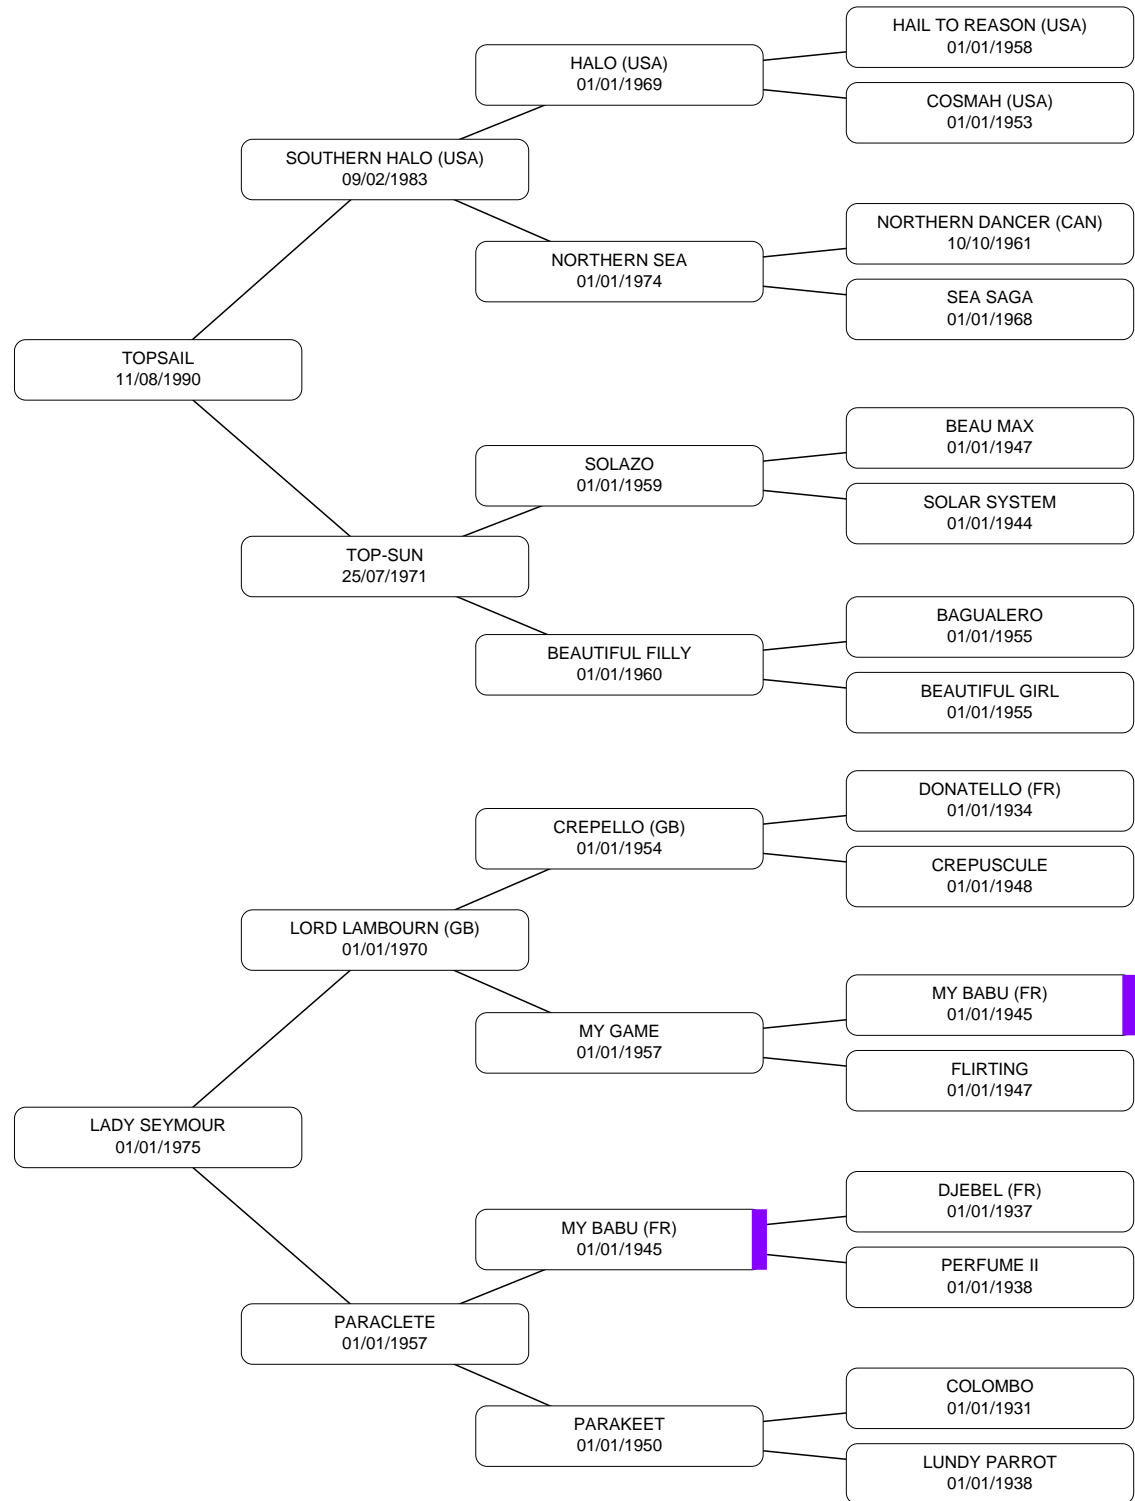 HAIL TO REASON (USA)
01/01/1958
HALO (USA)
01/01/1969
COSMAH (USA)
01/01/1953
SOUTHERN HALO (USA)
09/02/1983
NORTHERN DANCER (CAN)
10/10/1961
NORTHERN SEA
01/01/1974
SEA SAGA
01/01/1968
TOPSAIL
11/08/1990
BEAU MAX
01/01/1947
SOLAZO
01/01/1959
SOLAR SYSTEM
01/01/1944
TOP-SUN
25/07/1971
BAGUALERO
01/01/1955
BEAUTIFUL FILLY
01/01/1960
BEAUTIFUL GIRL
01/01/1955
DONATELLO (FR)
01/01/1934
CREPELLO (GB)
01/01/1954
CREPUSCULE
01/01/1948
LORD LAMBOURN (GB)
01/01/1970
MY BABU (FR)
01/01/1945
MY GAME
01/01/1957
FLIRTING
01/01/1947
LADY SEYMOUR
01/01/1975
DJEBEL (FR)
01/01/1937
MY BABU (FR)
01/01/1945
PERFUME II
01/01/1938
PARACLETE
01/01/1957
COLOMBO
01/01/1931
PARAKEET
01/01/1950
LUNDY PARROT
01/01/1938